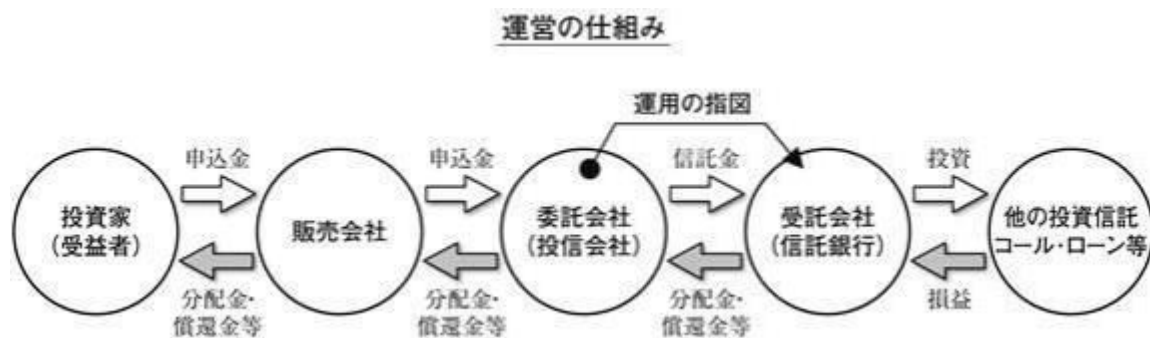 運営の仕組み
運用の指図
申込金
申込金
信託金
投資
投資家
(受益者)
販売会社
委託会社
(投信会社)
受託会社
(信託銀行)
他の投資信託
コール・ローン等
分配金・
償還金等
分配金・
償還金等
分配金・
償還金等
損益